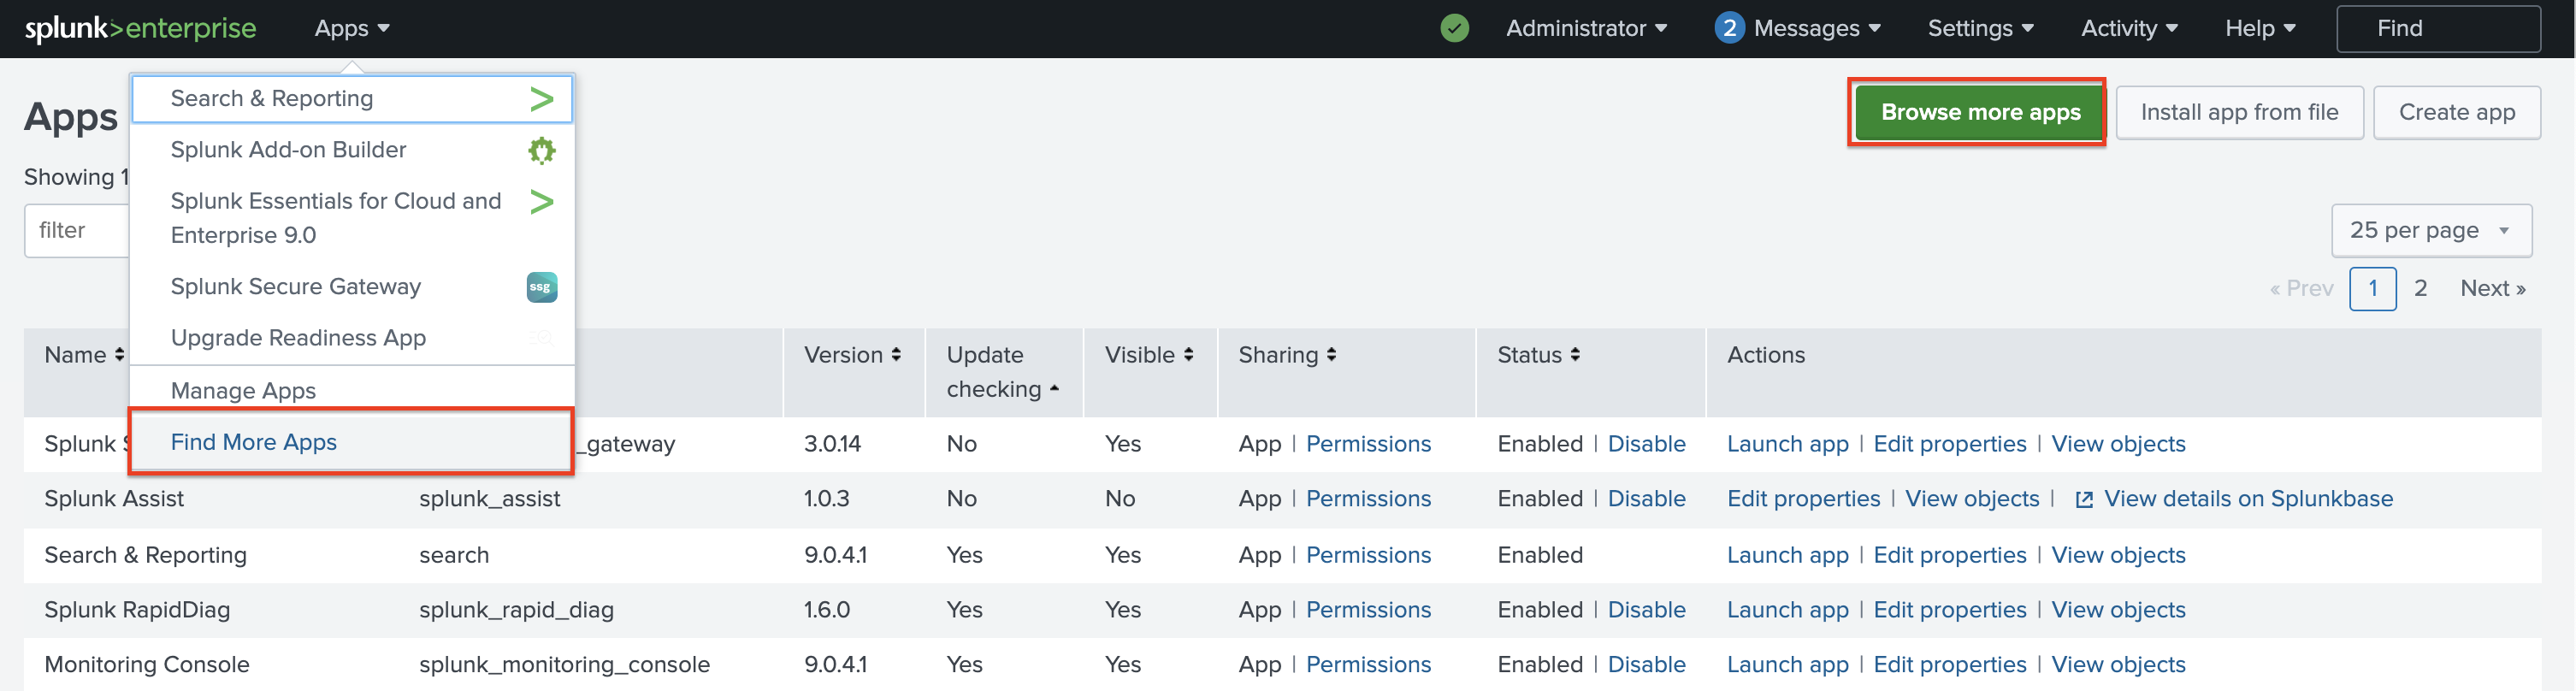 splunk>enterprise Apps Administrator 2 Messages Settings Activity Help Find
Apps
Browse more apps Install app from file Create app
Showing 1
filter
25 per page
« Prev 1 2 Next »
Search & Reporting
Splunk Add-on Builder
Splunk Essentials for Cloud and
Enterprise 9.0
Splunk Secure Gateway ssg
Upgrade Readiness App
Manage Apps
Find More Apps
Name Version Update Visible Sharing Status Actions
checking
Splunk S _gateway 3.0.14 No Yes App | Permissions Enabled | Disable Launch app | Edit properties | View objects
Splunk Assist splunk_assist 1.0.3 No No App | Permissions Enabled | Disable Edit properties | View objects | View details on Splunkbase
Search & Reporting search 9.0.4.1 Yes Yes App | Permissions Enabled Launch app | Edit properties | View objects
Splunk RapidDiag splunk_rapid_diag 1.6.0 Yes Yes App | Permissions Enabled | Disable Launch app | Edit properties | View objects
Monitoring Console splunk_monitoring_console 9.0.4.1 Yes Yes App | Permissions Enabled | Disable Launch app | Edit properties | View objects